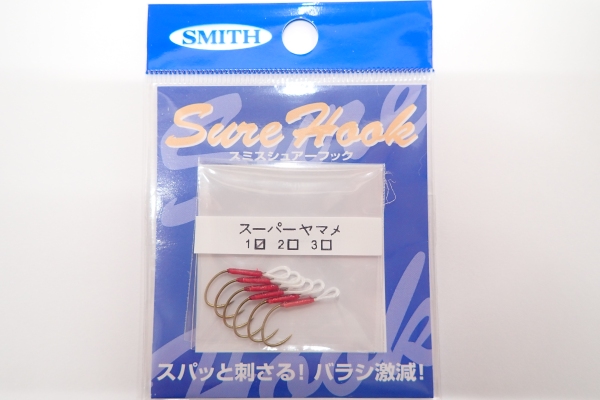 SMITH
Sure Hook
スミスシュアーフック
スーパーヤマメ
1☑ 2☐ 3☐
スパッと刺さる!バラシ激減!